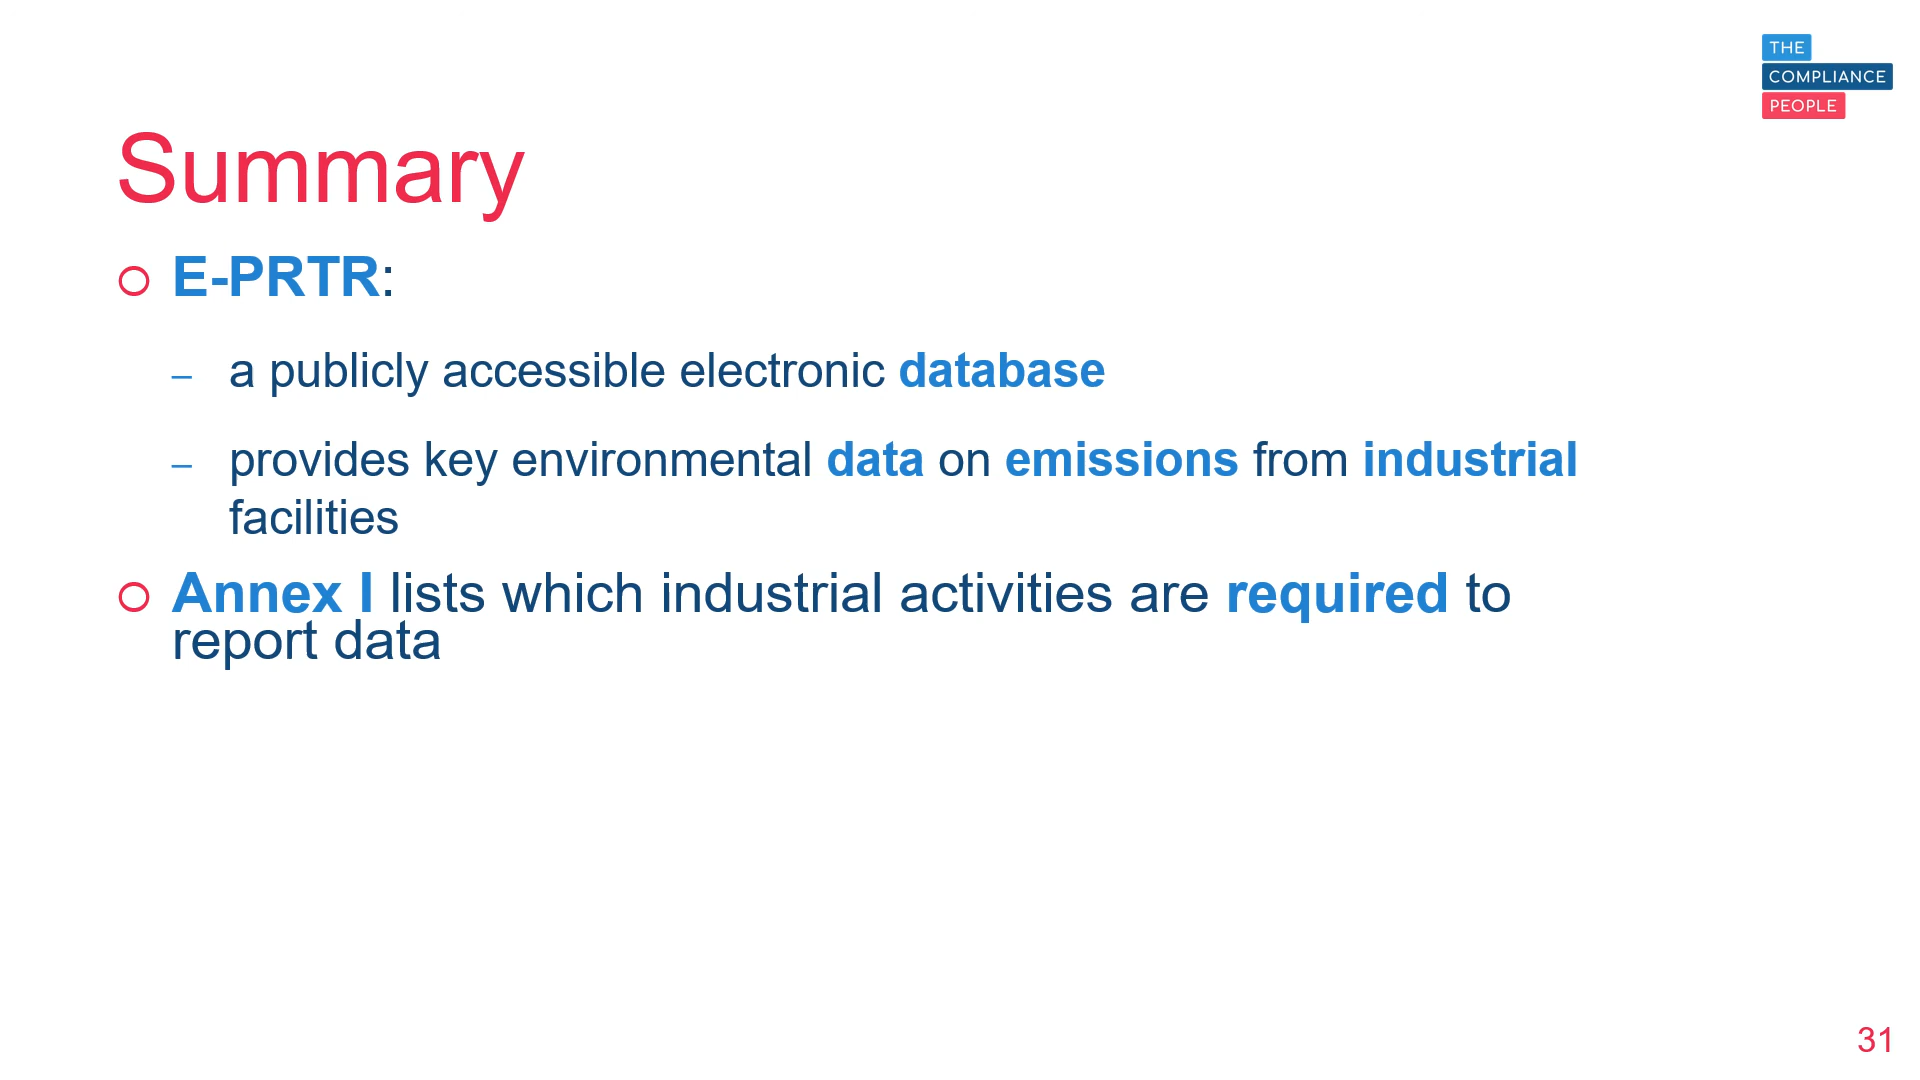 THE
COMPLIANCE
PEOPLE
Summary
E-PRTR:
– a publicly accessible electronic database
– provides key environmental data on emissions from industrial
facilities
Annex I lists which industrial activities are required to
report data
31